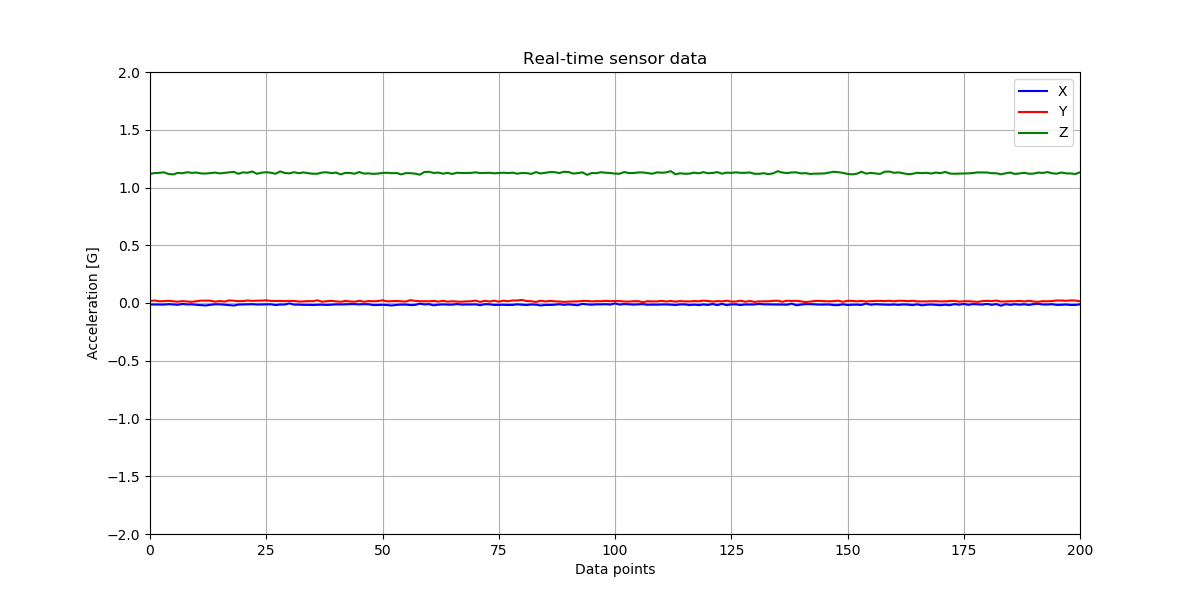 Real-time sensor data
X
Y
Z
Acceleration [G]
2.0
1.5
1.0
0.5
0.0
−0.5
−1.0
−1.5
−2.0
0 25 50 75 100 125 150 175 200
Data points